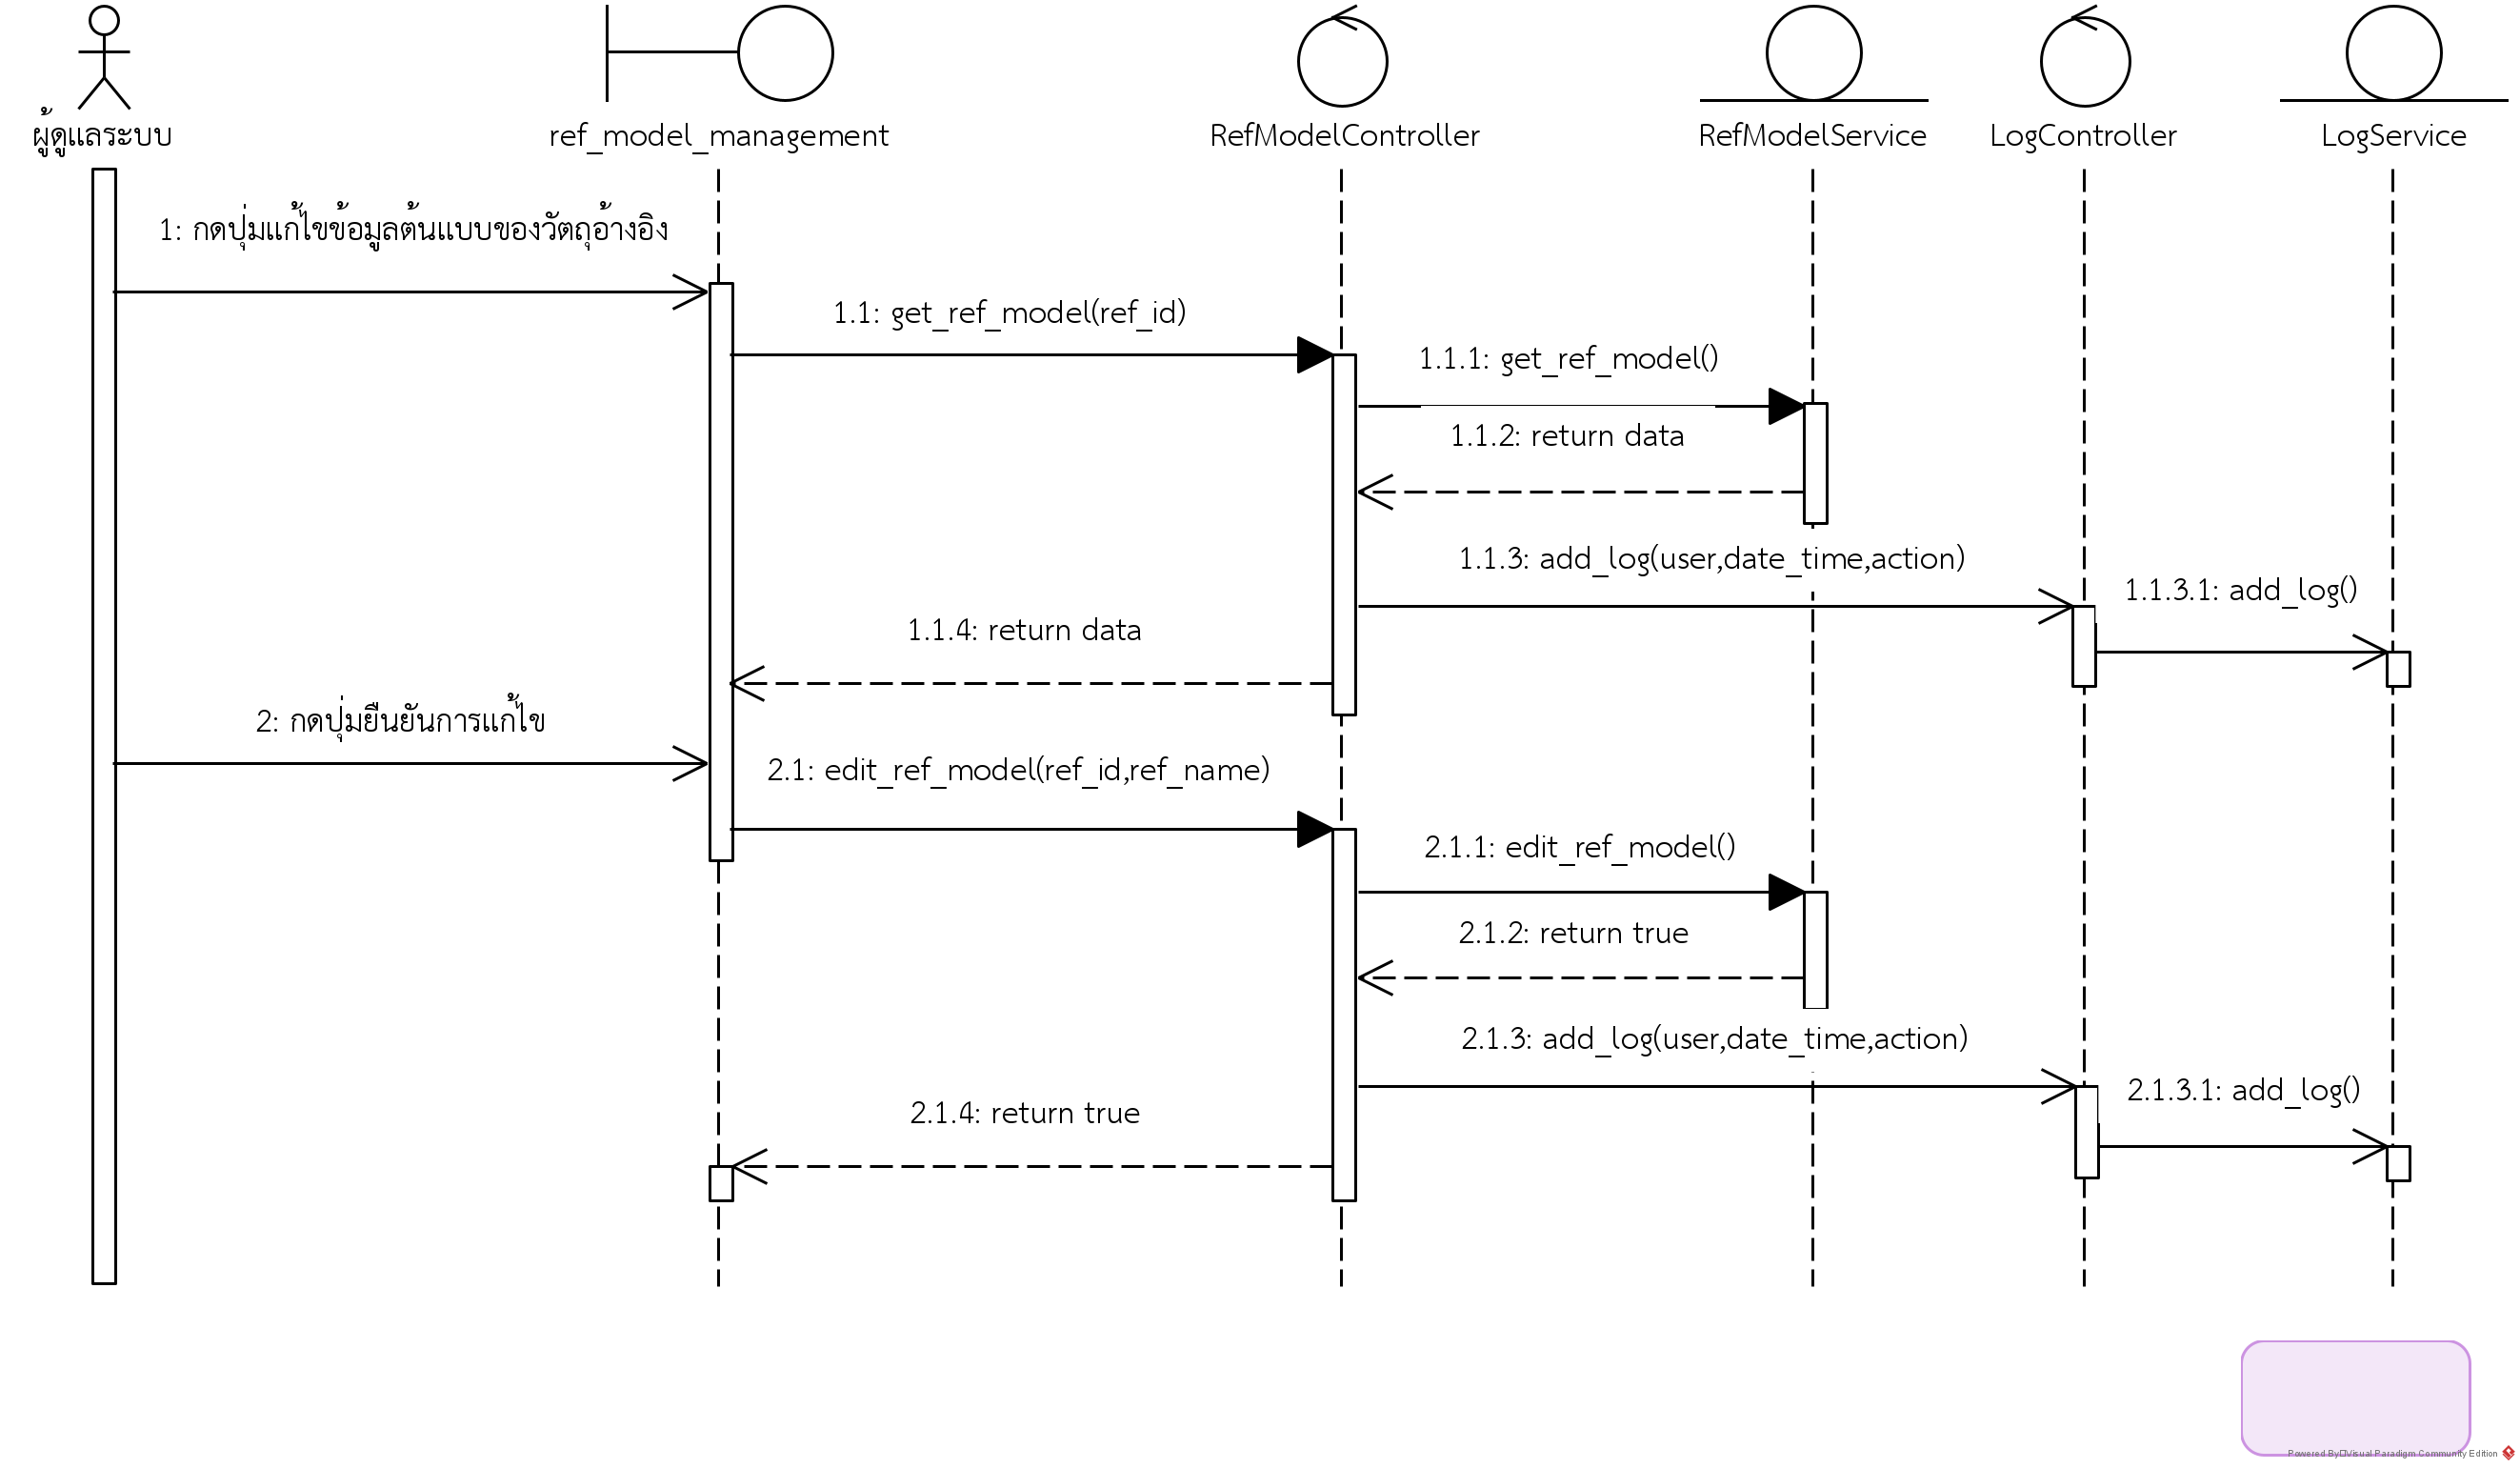 ผู้ดูแลระบบ
ref_model_management
RefModelController
RefModelService
LogController
LogService
1: กดปุ่มแก้ไขข้อมูลต้นแบบของวัตถุอ้างอิง
1.1: get_ref_model(ref_id)
1.1.1: get_ref_model()
1.1.2: return data
1.1.3: add_log(user,date_time,action)
1.1.3.1: add_log()
1.1.4: return data
2: กดปุ่มยืนยันการแก้ไข
2.1: edit_ref_model(ref_id,ref_name)
2.1.1: edit_ref_model()
2.1.2: return true
2.1.3: add_log(user,date_time,action)
2.1.3.1: add_log()
2.1.4: return true
Powered By□Visual Paradigm Community Edition